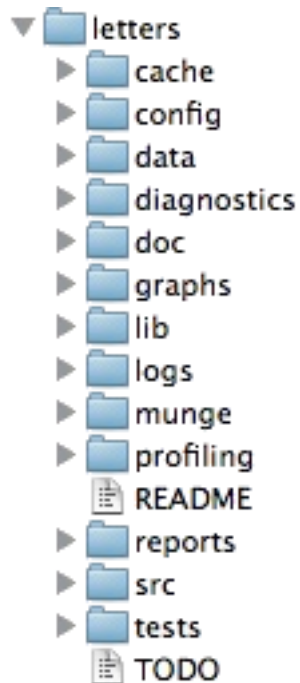 letters
cache
config
data
diagnostics
doc
graphs
lib
logs
munge
profiling
README
reports
src
tests
TODO